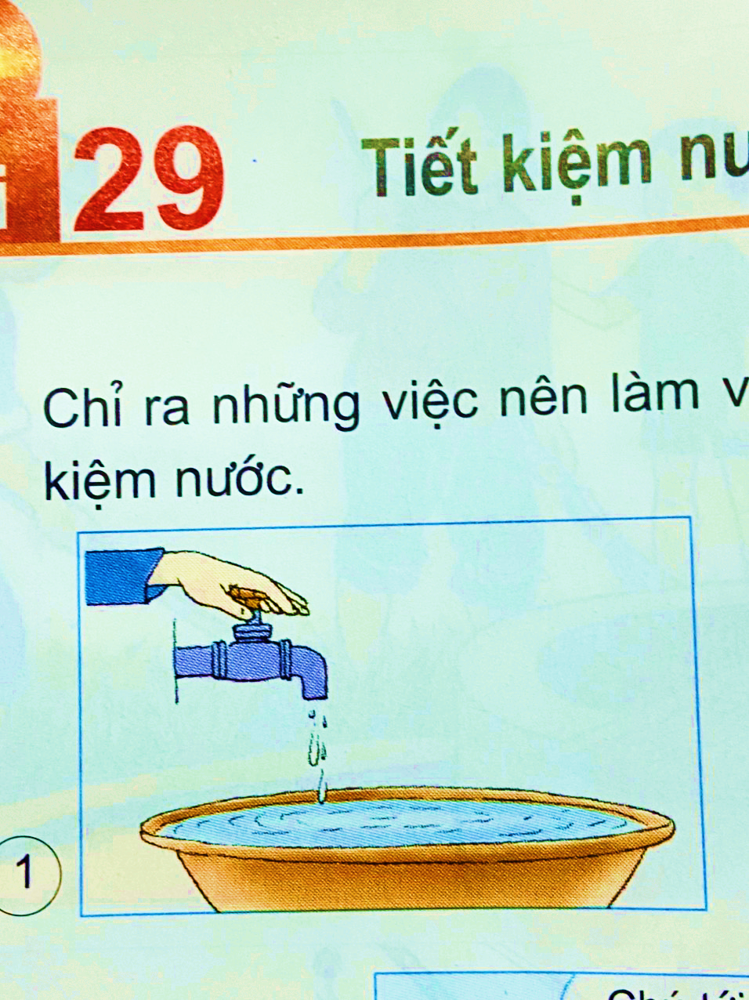 29 Tiết kiệm
Chỉ ra những việc nên làm
kiệm nước.
1